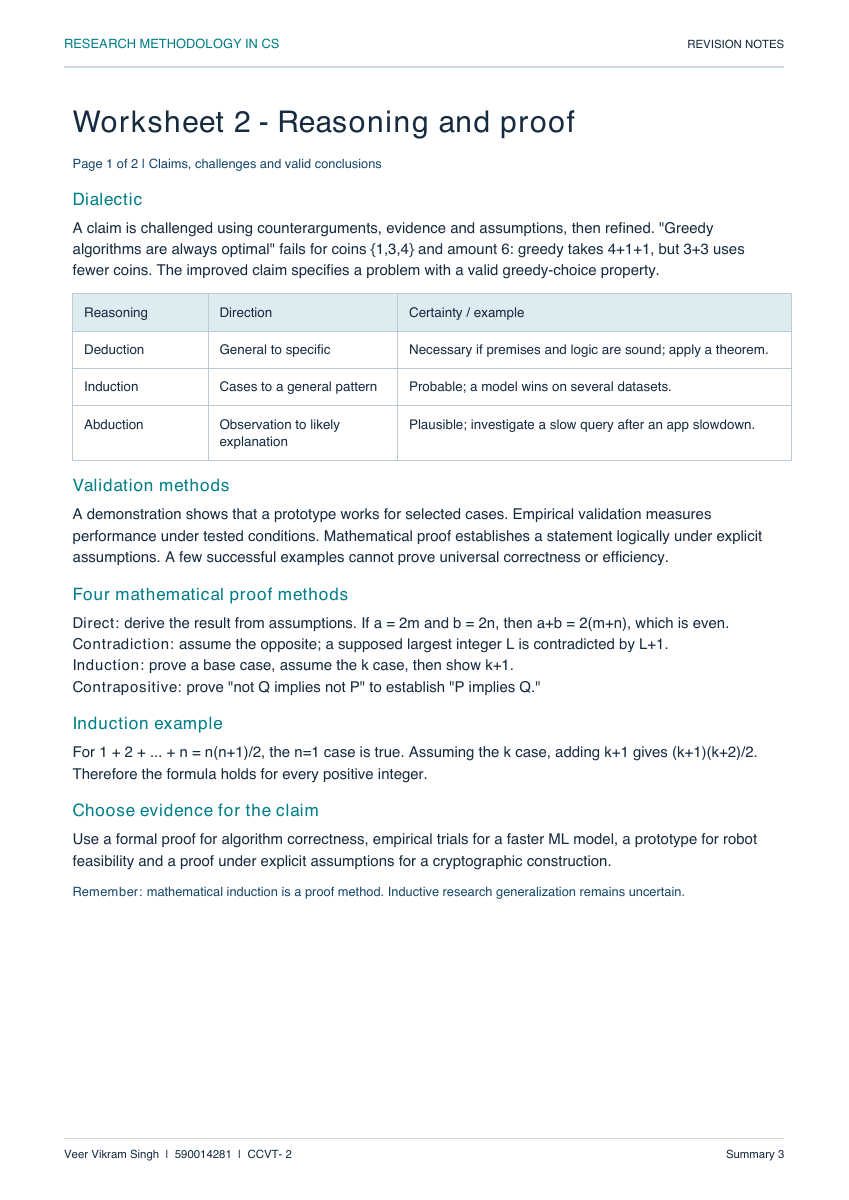 RESEARCH METHODOLOGY IN CS
REVISION NOTES
Worksheet 2 - Reasoning and proof
Page 1 of 2 | Claims, challenges and valid conclusions
Dialectic
A claim is challenged using counterarguments, evidence and assumptions, then refined. "Greedy
algorithms are always optimal" fails for coins {1,3,4} and amount 6: greedy takes 4+1+1, but 3+3 uses
fewer coins. The improved claim specifies a problem with a valid greedy-choice property.
Reasoning Direction Certainty / example
Deduction General to specific Necessary if premises and logic are sound; apply a theorem.
Induction Cases to a general pattern Probable; a model wins on several datasets.
Abduction Observation to likely Plausible; investigate a slow query after an app slowdown.
explanation
Validation methods
A demonstration shows that a prototype works for selected cases. Empirical validation measures
performance under tested conditions. Mathematical proof establishes a statement logically under explicit
assumptions. A few successful examples cannot prove universal correctness or efficiency.
Four mathematical proof methods
Direct: derive the result from assumptions. If a = 2m and b = 2n, then a+b = 2(m+n), which is even.
Contradiction: assume the opposite; a supposed largest integer L is contradicted by L+1.
Induction: prove a base case, assume the k case, then show k+1.
Contrapositive: prove "not Q implies not P" to establish "P implies Q."
Induction example
For 1 + 2 + ... + n = n(n+1)/2, the n=1 case is true. Assuming the k case, adding k+1 gives (k+1)(k+2)/2.
Therefore the formula holds for every positive integer.
Choose evidence for the claim
Use a formal proof for algorithm correctness, empirical trials for a faster ML model, a prototype for robot
feasibility and a proof under explicit assumptions for a cryptographic construction.
Remember: mathematical induction is a proof method. Inductive research generalization remains uncertain.
Veer Vikram Singh | 590014281 | CCVT- 2
Summary 3